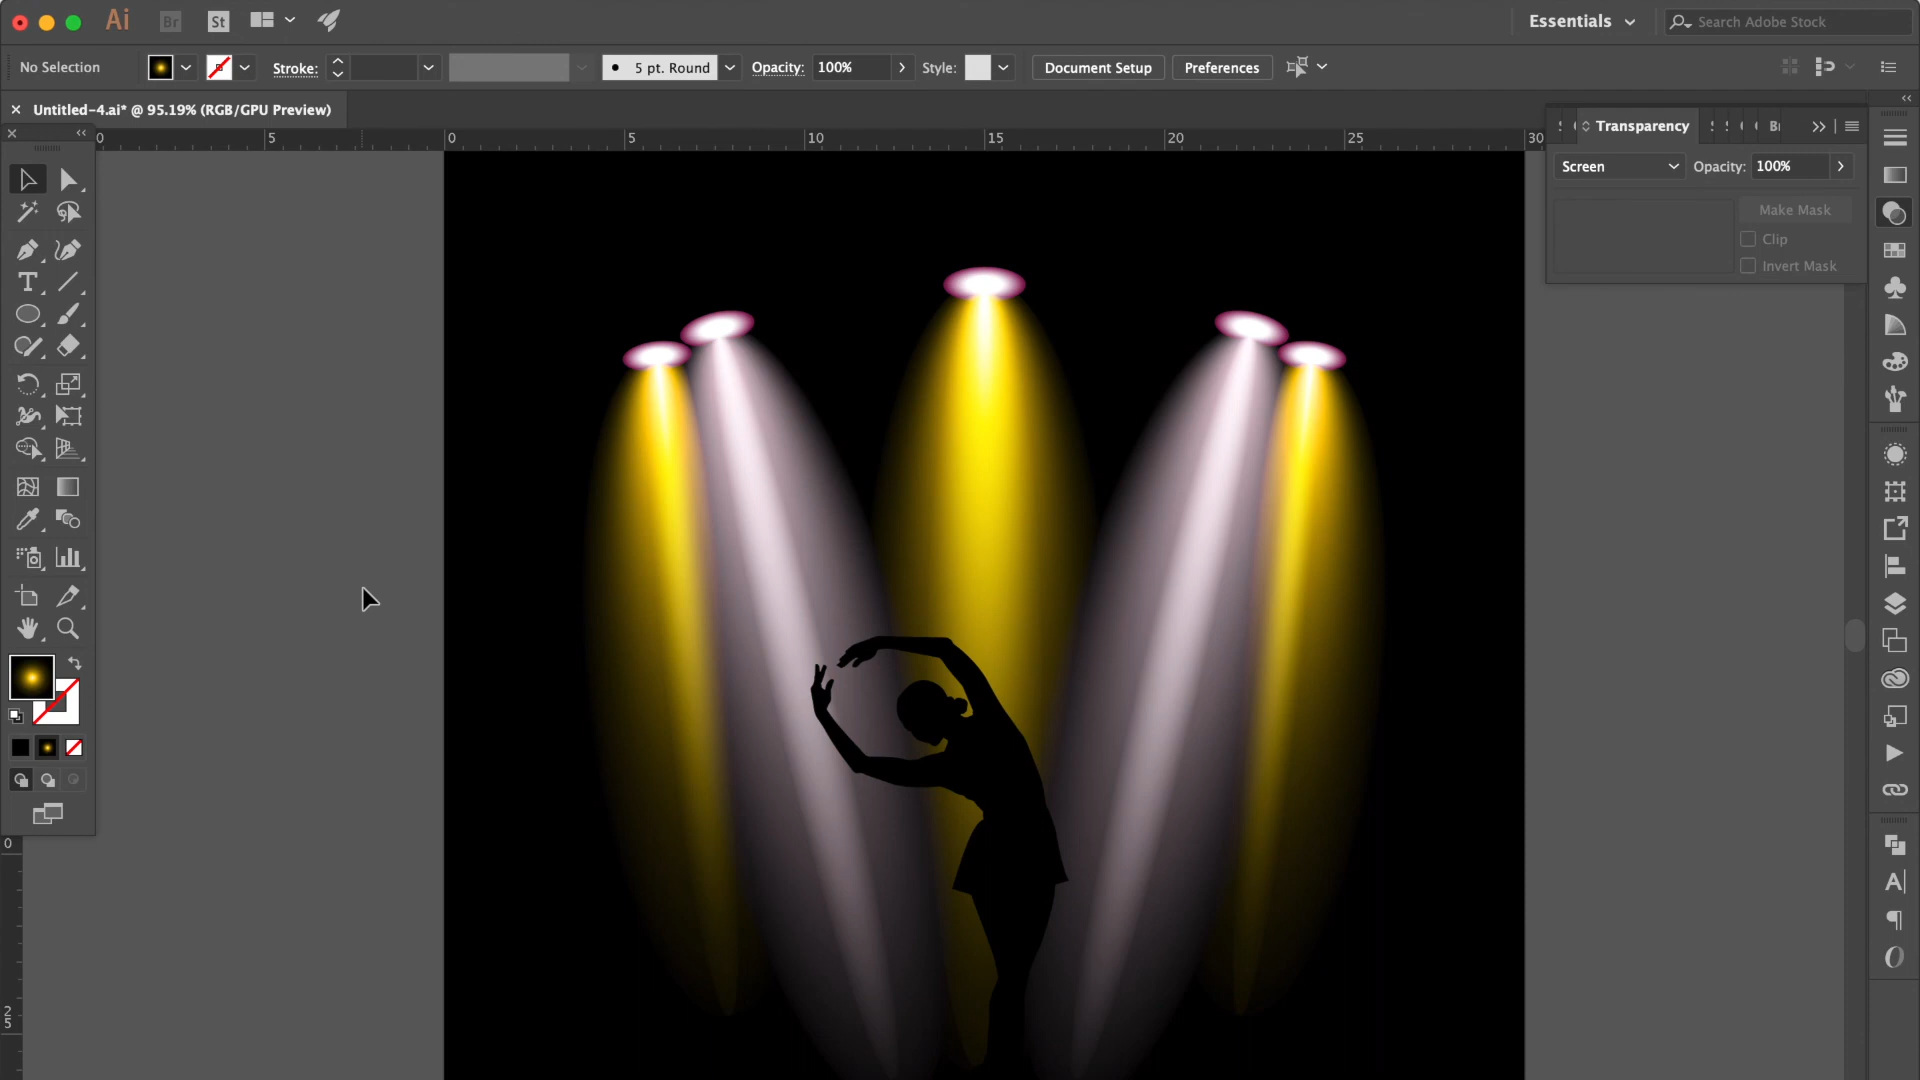 Ai Br St Essentials Search Adobe Stock
No Selection Stroke: 5 pt. Round Opacity: 100% Style: Document Setup Preferences
Untitled-4.ai* @ 95.19% (RGB/GPU Preview)
0 5 0 5 10 15 20 25 30
Transparency
Screen Opacity: 100%
Make Mask
Clip
Invert Mask
0
2
5